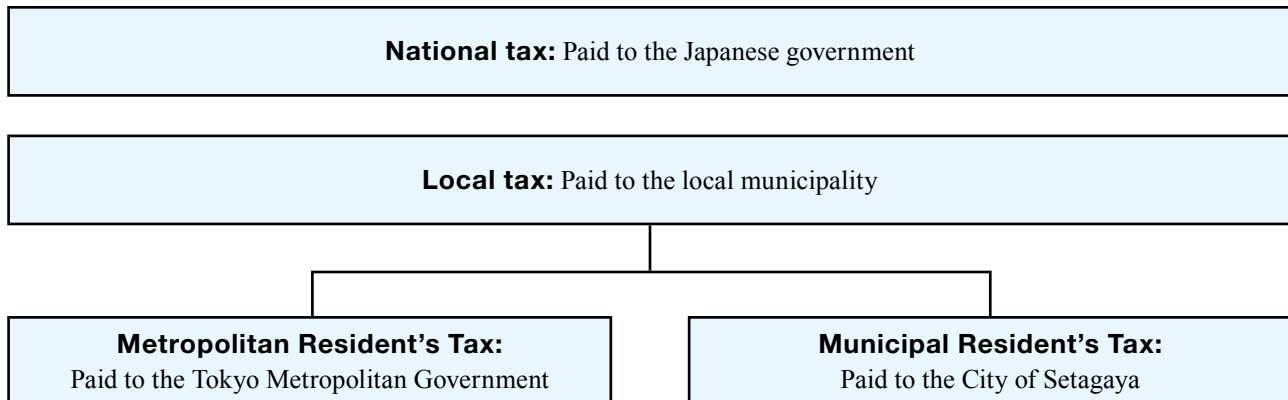 National tax: Paid to the Japanese government
Local tax: Paid to the local municipality
Metropolitan Resident’s Tax:
Paid to the Tokyo Metropolitan Government
Municipal Resident’s Tax:
Paid to the City of Setagaya